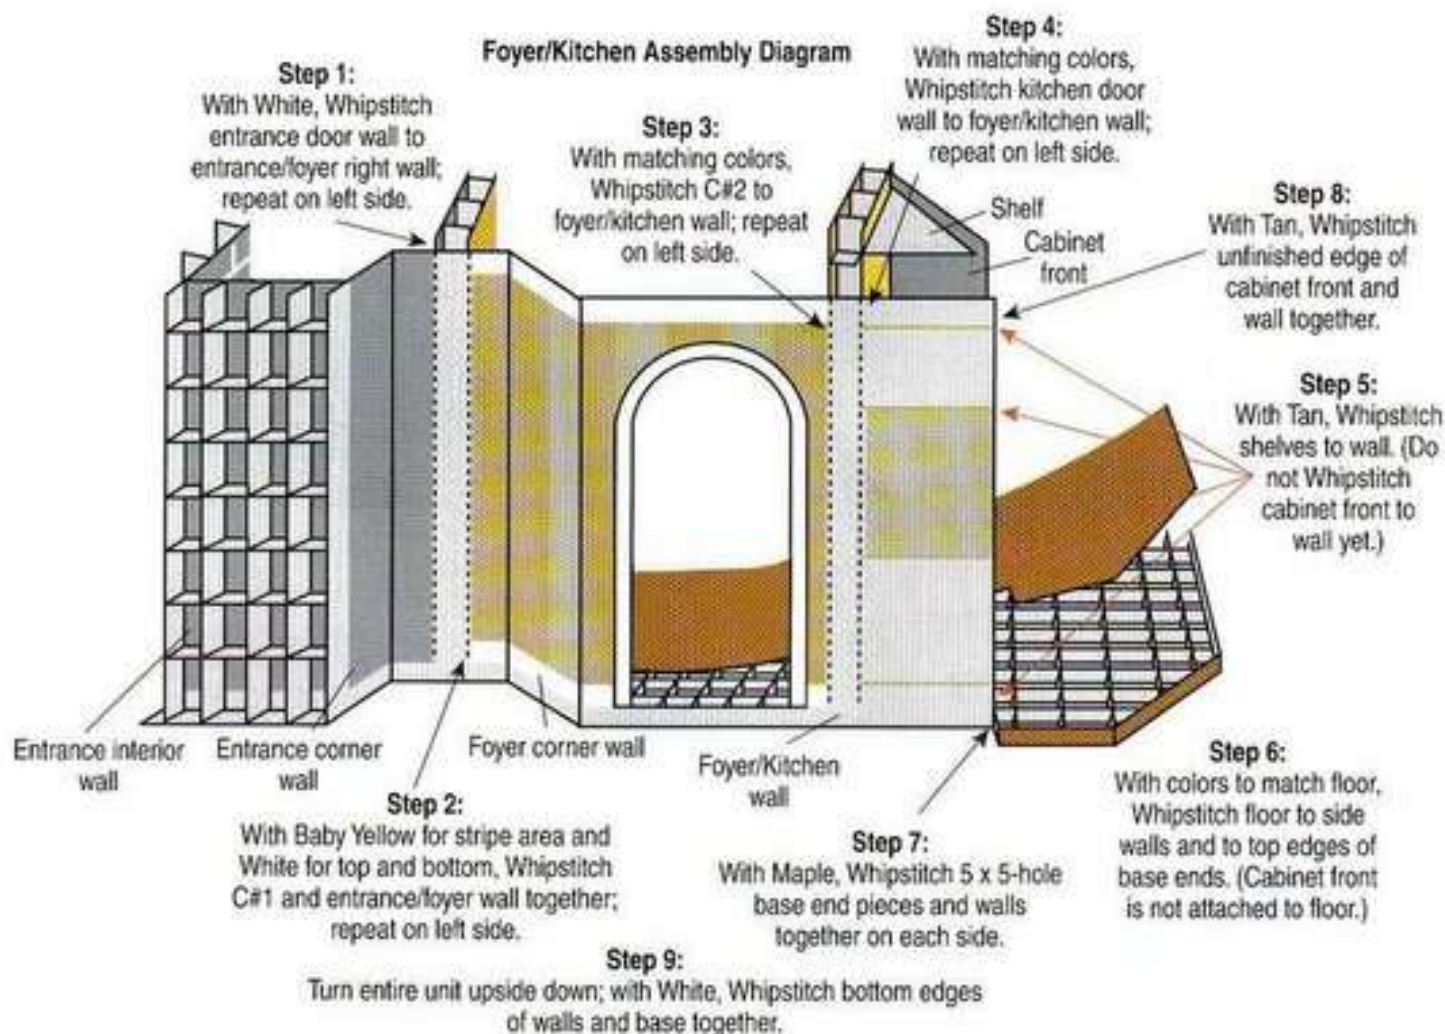 Foyer/Kitchen Assembly Diagram
Step 1:
With White, Whipstitch
entrance door wall to
entrance/foyer right wall;
repeat on left side.
Step 3:
With matching colors,
Whipstitch C#2 to
foyer/kitchen wall; repeat
on left side.
Step 4:
With matching colors,
Whipstitch kitchen door
wall to foyer/kitchen wall;
repeat on left side.
Shelf
Cabinet
front
Step 8:
With Tan, Whipstitch
unfinished edge of
cabinet front and
wall together.
Step 5:
With Tan, Whipstitch
shelves to wall. (Do
not Whipstitch
cabinet front to
wall yet.)
Entrance interior
wall
Entrance corner
wall
Foyer corner wall
Foyer/Kitchen
wall
Step 2:
With Baby Yellow for stripe area and
White for top and bottom, Whipstitch
C#1 and entrance/foyer wall together;
repeat on left side.
Step 7:
With Maple, Whipstitch 5 x 5-hole
base end pieces and walls
together on each side.
Step 6:
With colors to match floor,
Whipstitch floor to side
walls and to top edges of
base ends. (Cabinet front
is not attached to floor.)
Step 9:
Turn entire unit upside down; with White, Whipstitch bottom edges
of walls and base together.